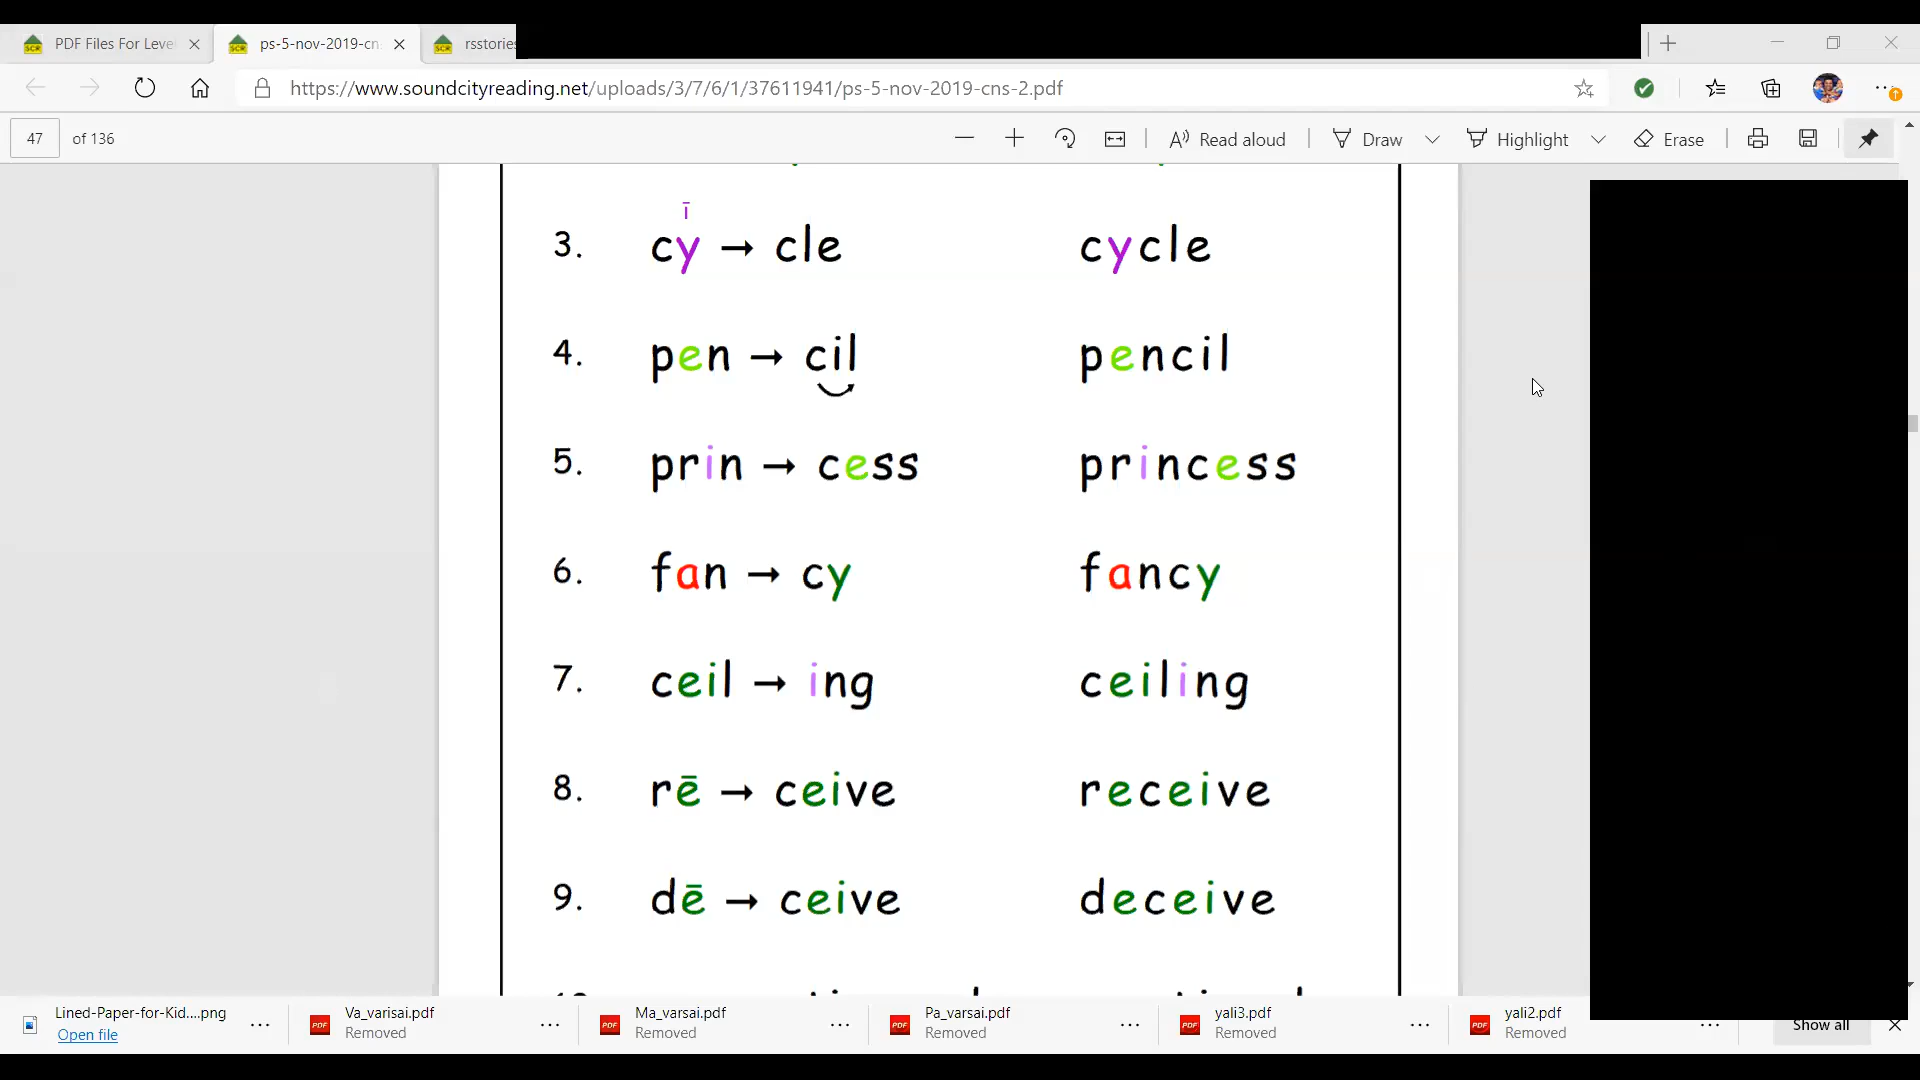 PDF Files For Leve
ps-5-nov-2019-cn
rsstories
https://www.soundcityreading.net/uploads/3/7/6/1/37611941/ps-5-nov-2019-cns-2.pdf
47 of 136
Read aloud
Draw
Highlight
Erase
ī
3. cy → cle cycle
4. pen → cil pencil
5. prin → cess princess
6. fan → cy fancy
7. ceil → ing ceiling
8. rē → ceive receive
9. dē → ceive deceive
Lined-Paper-for-Kid....png
Open file
Va_varisai.pdf
Removed
Ma_varsai.pdf
Removed
Pa_varsai.pdf
Removed
yali3.pdf
Removed
yali2.pdf
Removed
Show all